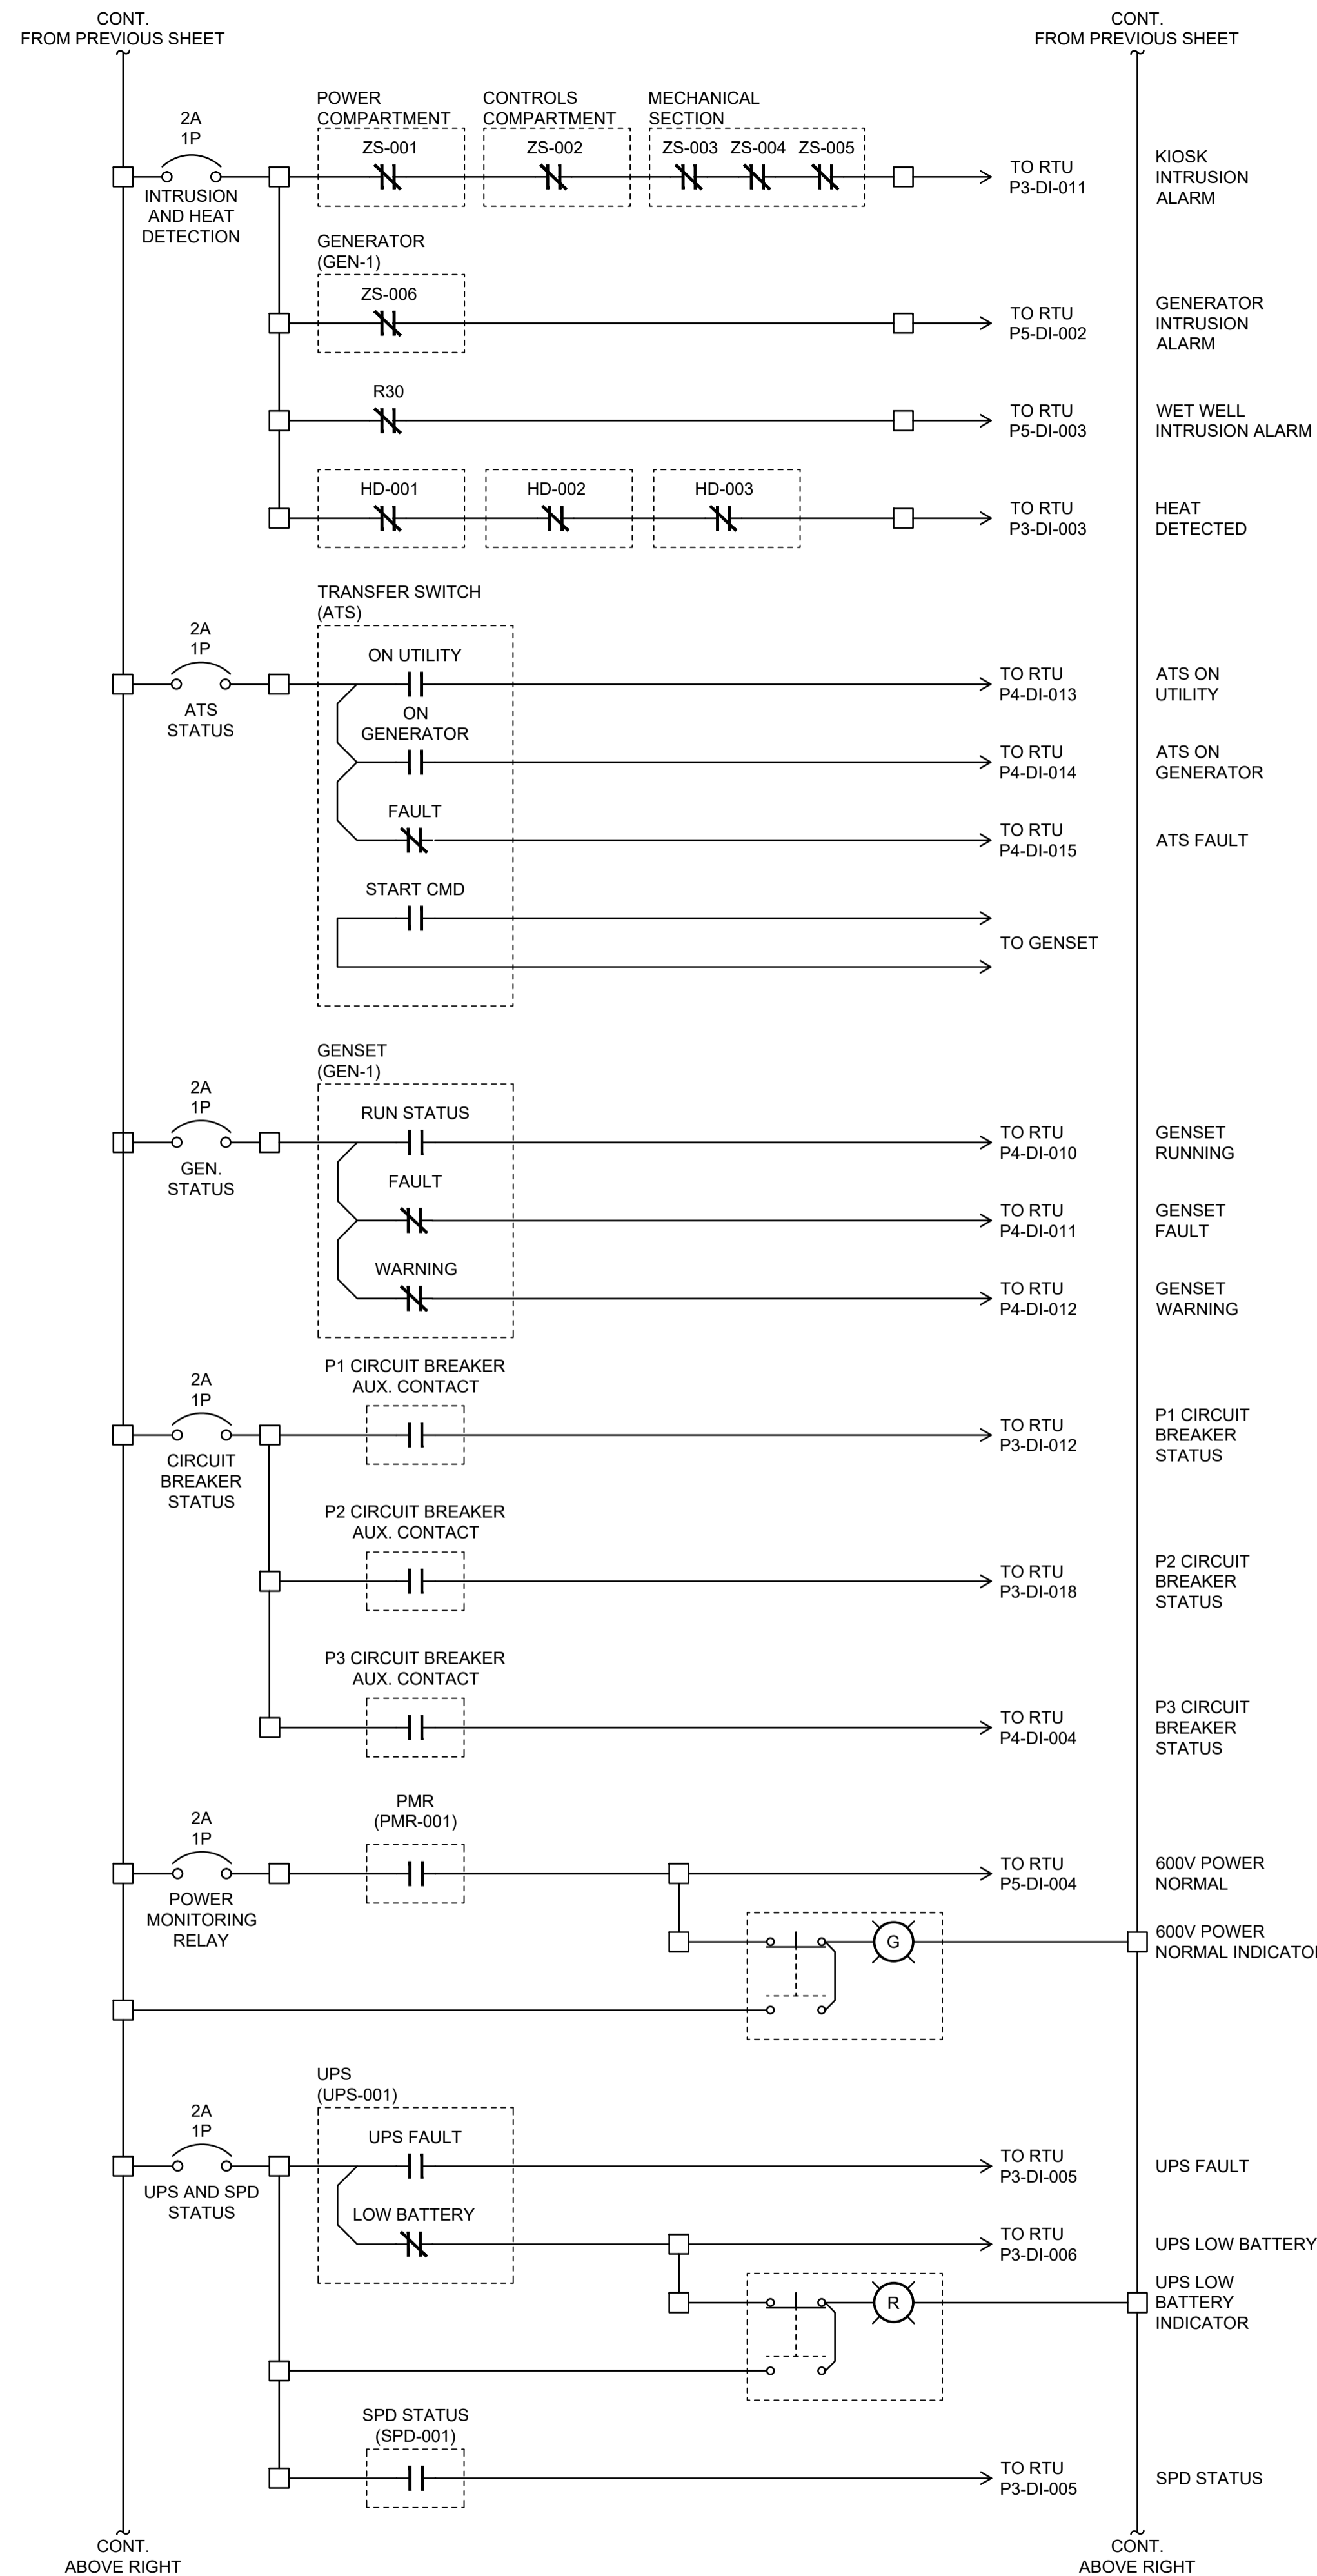 CONT.
FROM PREVIOUS SHEET
CONT.
FROM PREVIOUS SHEET
2A
1P
INTRUSION
AND HEAT
DETECTION
POWER
COMPARTMENT
ZS-001
CONTROLS
COMPARTMENT
ZS-002
MECHANICAL
SECTION
ZS-003 ZS-004 ZS-005
TO RTU
P3-DI-011
KIOSK
INTRUSION
ALARM
GENERATOR
(GEN-1)
ZS-006
TO RTU
P5-DI-002
GENERATOR
INTRUSION
ALARM
R30
TO RTU
P5-DI-003
WET WELL
INTRUSION ALARM
HD-001
HD-002
HD-003
TO RTU
P3-DI-003
HEAT
DETECTED
2A
1P
ATS
STATUS
TRANSFER SWITCH
(ATS)
ON UTILITY
TO RTU
P4-DI-013
ATS ON
UTILITY
ON
GENERATOR
TO RTU
P4-DI-014
ATS ON
GENERATOR
FAULT
TO RTU
P4-DI-015
ATS FAULT
START CMD
TO GENSET
2A
1P
GEN.
STATUS
GENSET
(GEN-1)
RUN STATUS
TO RTU
P4-DI-010
GENSET
RUNNING
FAULT
TO RTU
P4-DI-011
GENSET
FAULT
WARNING
TO RTU
P4-DI-012
GENSET
WARNING
2A
1P
CIRCUIT
BREAKER
STATUS
P1 CIRCUIT BREAKER
AUX. CONTACT
TO RTU
P3-DI-012
P1 CIRCUIT
BREAKER
STATUS
P2 CIRCUIT BREAKER
AUX. CONTACT
TO RTU
P3-DI-018
P2 CIRCUIT
BREAKER
STATUS
P3 CIRCUIT BREAKER
AUX. CONTACT
TO RTU
P4-DI-004
P3 CIRCUIT
BREAKER
STATUS
2A
1P
POWER
MONITORING
RELAY
PMR
(PMR-001)
TO RTU
P5-DI-004
600V POWER
NORMAL
G
600V POWER
NORMAL INDICATOR
2A
1P
UPS AND SPD
STATUS
UPS
(UPS-001)
UPS FAULT
TO RTU
P3-DI-005
UPS FAULT
LOW BATTERY
TO RTU
P3-DI-006
UPS LOW BATTERY
R
UPS LOW
BATTERY
INDICATOR
SPD STATUS
(SPD-001)
TO RTU
P3-DI-005
SPD STATUS
CONT.
ABOVE RIGHT
CONT.
ABOVE RIGHT